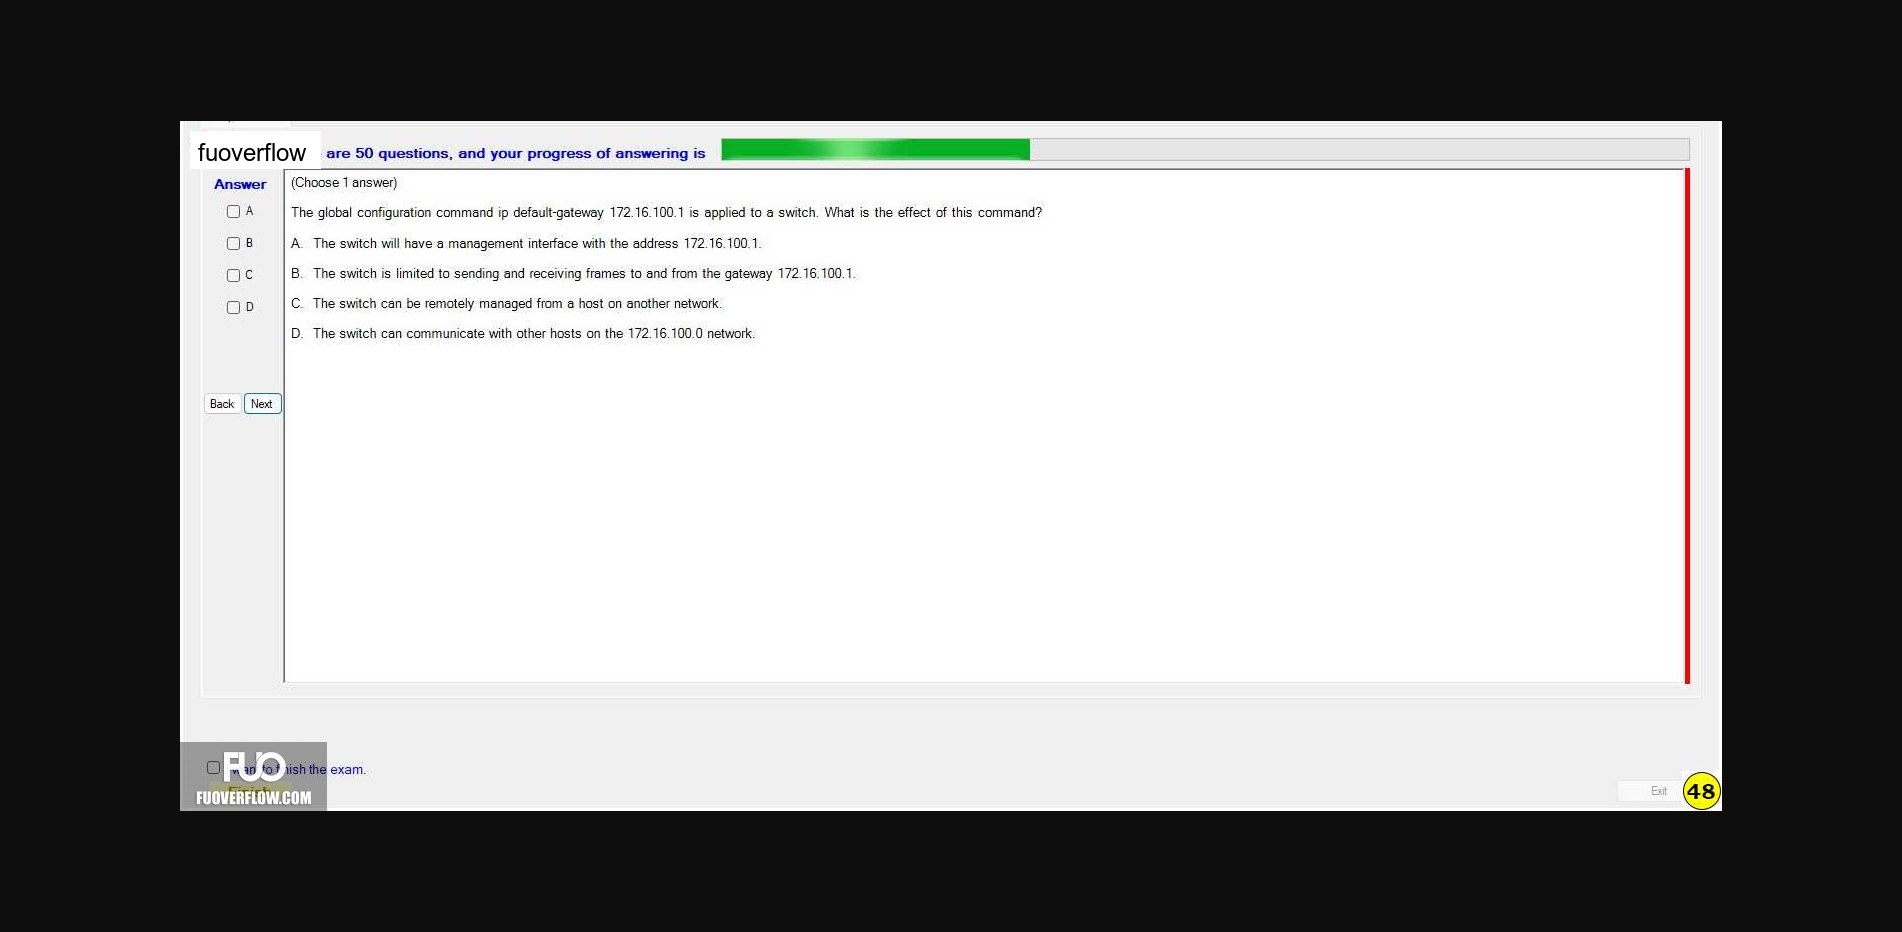 fuoverflow are 50 questions, and your progress of answering is
Answer
(Choose 1 answer)
A
The global configuration command ip default-gateway 172.16.100.1 is applied to a switch. What is the effect of this command?
B
A. The switch will have a management interface with the address 172.16.100.1.
C
B. The switch is limited to sending and receiving frames to and from the gateway 172.16.100.1.
D
C. The switch can be remotely managed from a host on another network.
D. The switch can communicate with other hosts on the 172.16.100.0 network.
Back Next
FUO
want to finish the exam.
Finish
FUOVERFLOW.COM
Exit
48